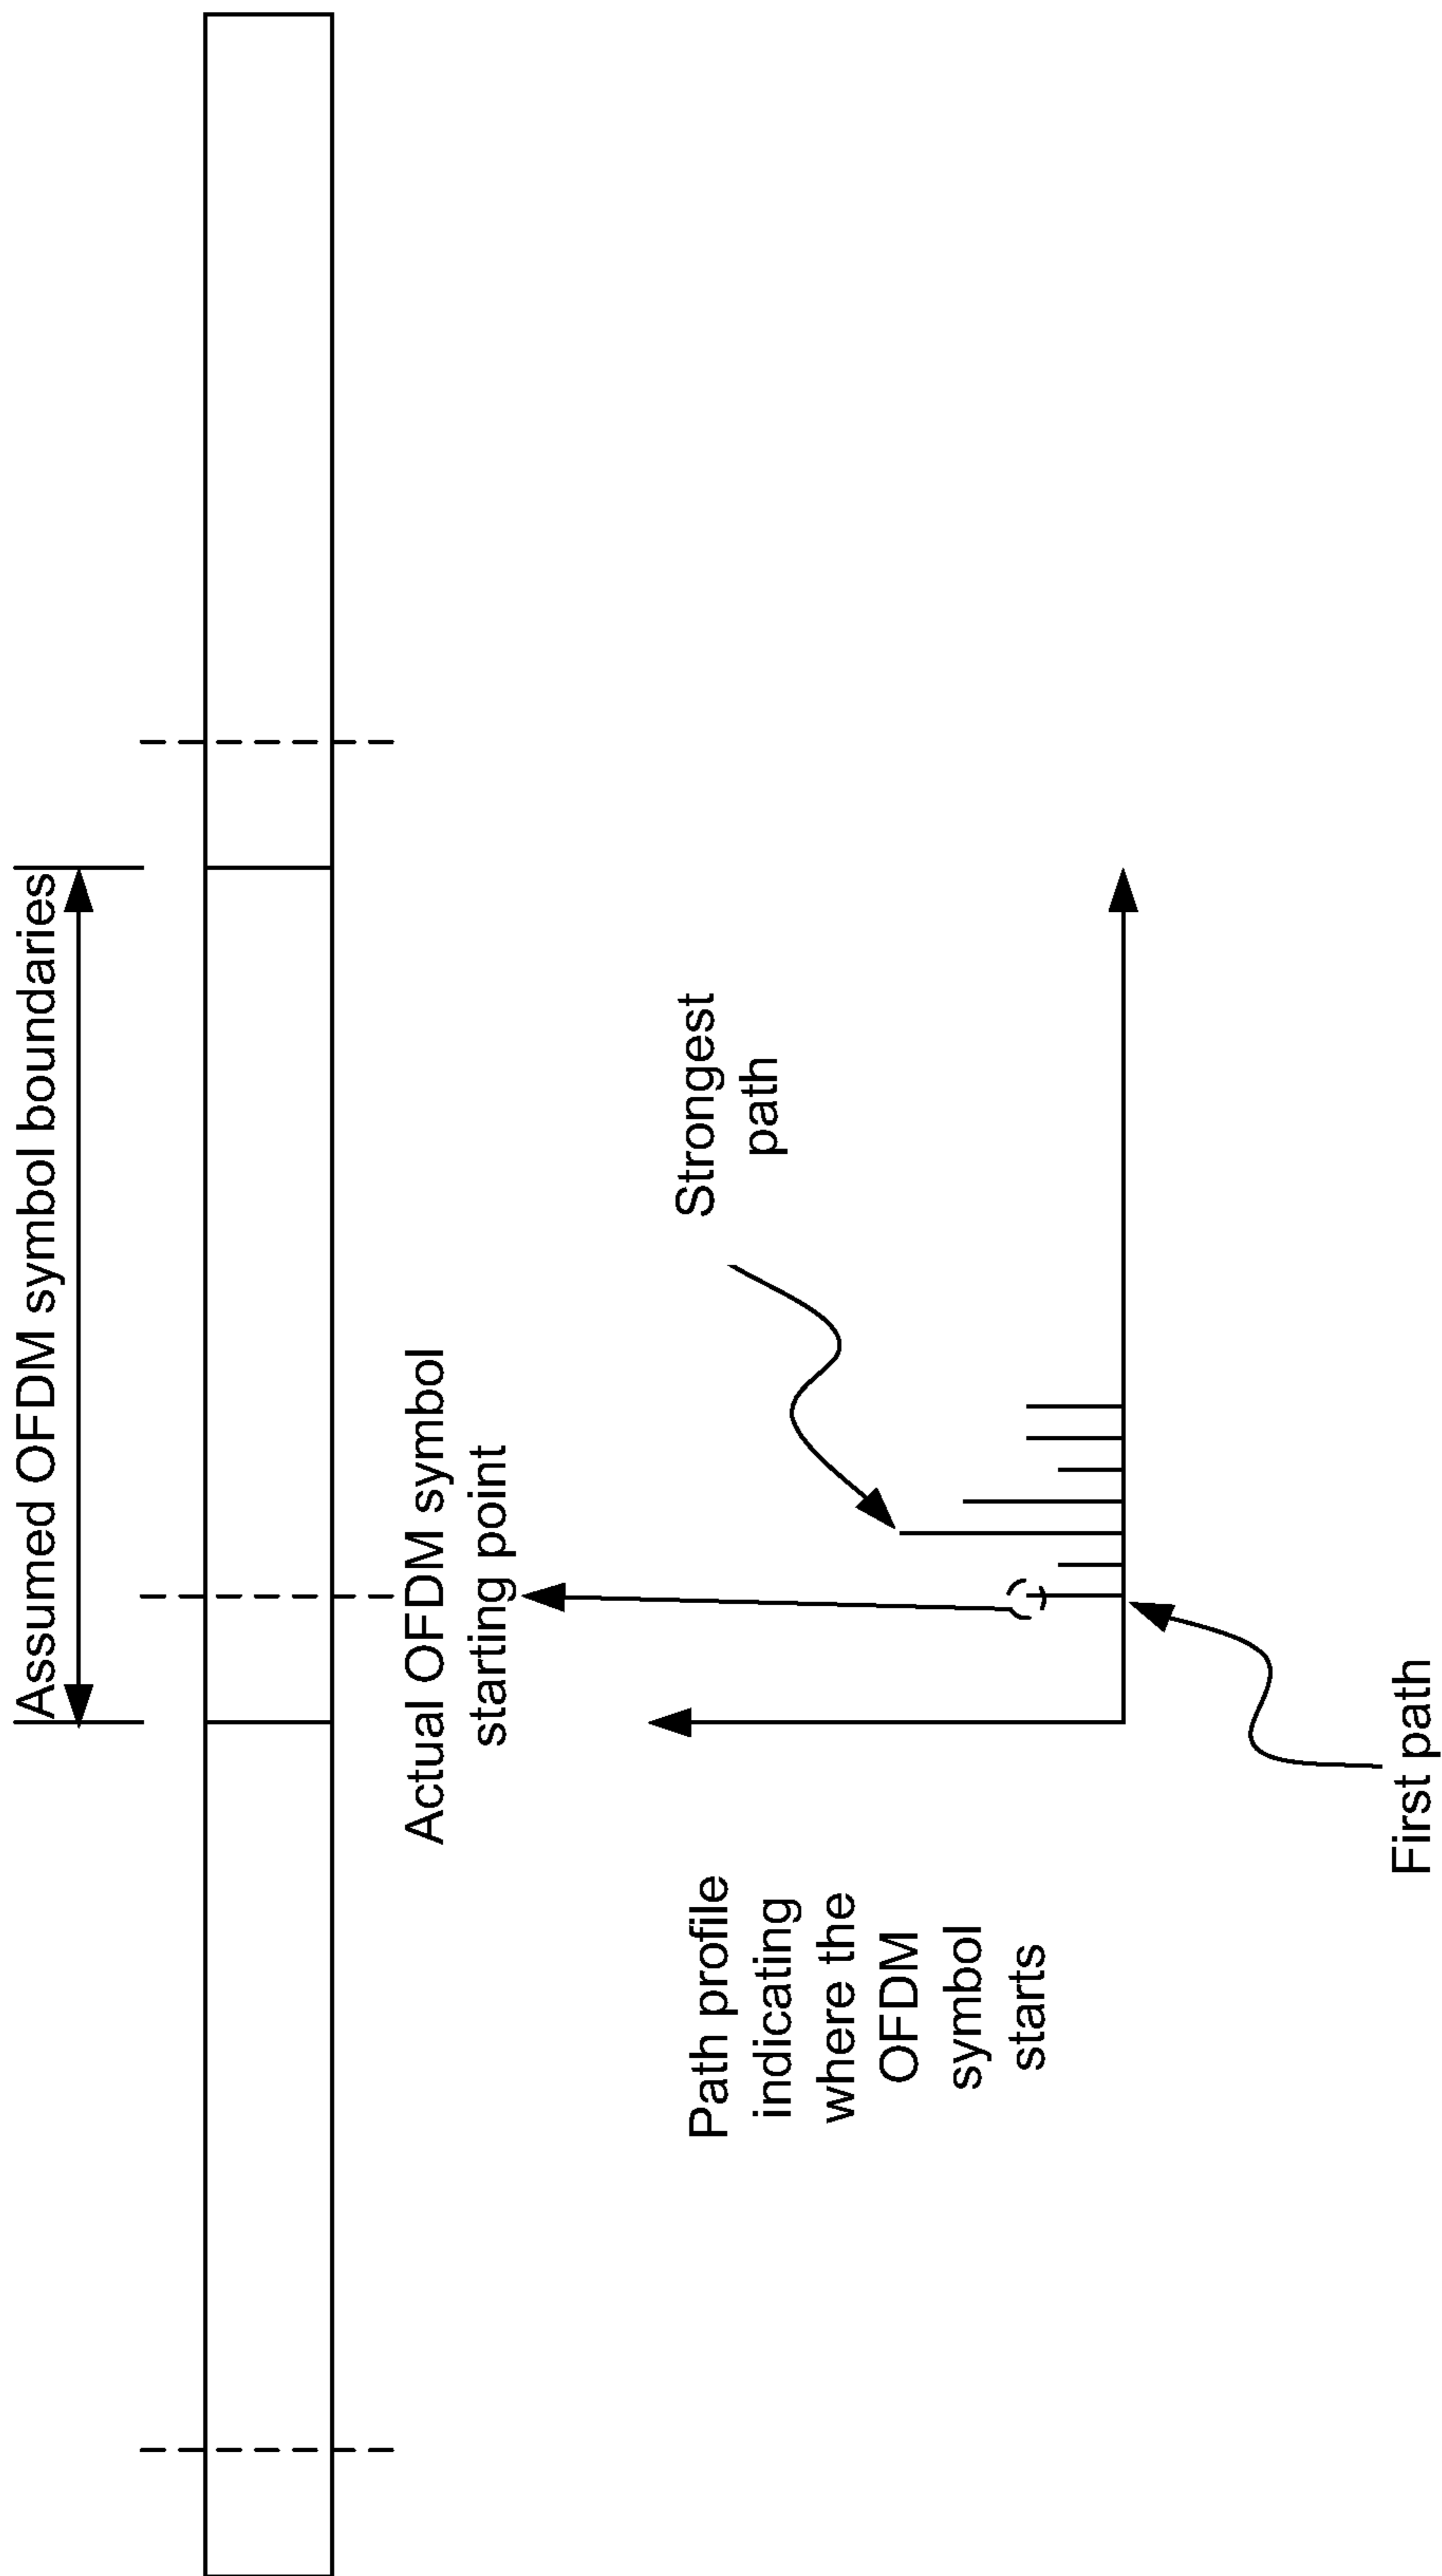 Assumed OFDM symbol boundaries
Actual OFDM symbol
starting point
Path profile
indicating
where the
OFDM
symbol
starts
Strongest
path
First path